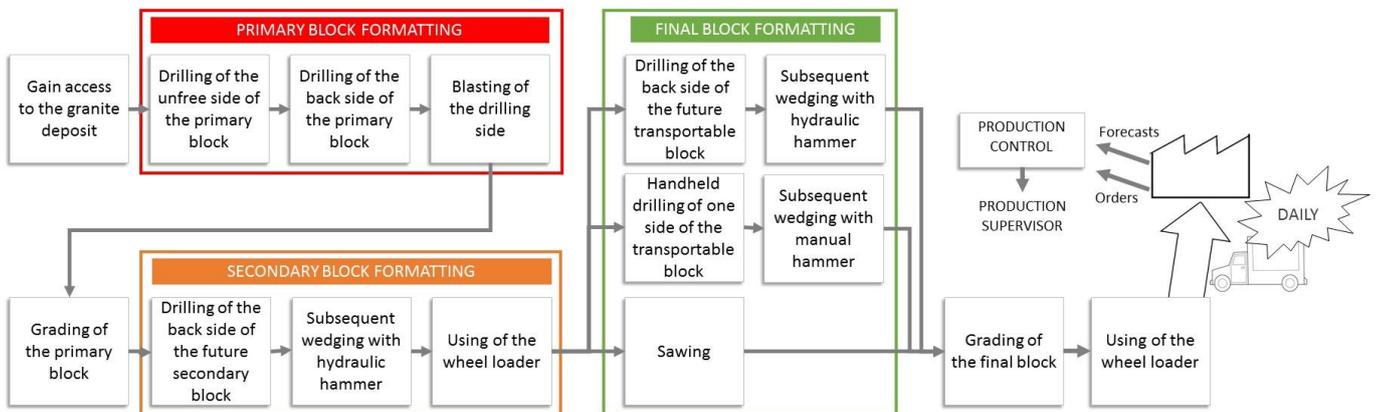 PRIMARY BLOCK FORMATTING
Gain access
to the granite
deposit
Drilling of the
unfree side of
the primary
block
Drilling of the
back side of
the primary
block
Blasting of
the drilling
side
Grading of
the primary
block
SECONDARY BLOCK FORMATTING
Drilling of the
back side of
the future
secondary
block
Subsequent
wedging with
hydraulic
hammer
Using of the
wheel loader
FINAL BLOCK FORMATTING
Drilling of the
back side of
the future
transportable
block
Subsequent
wedging with
hydraulic
hammer
Handheld
drilling of one
side of the
transportable
block
Subsequent
wedging with
manual
hammer
Sawing
Grading of
the final block
Using of the
wheel loader
PRODUCTION
CONTROL
PRODUCTION
SUPERVISOR
Forecasts
Orders
DAILY